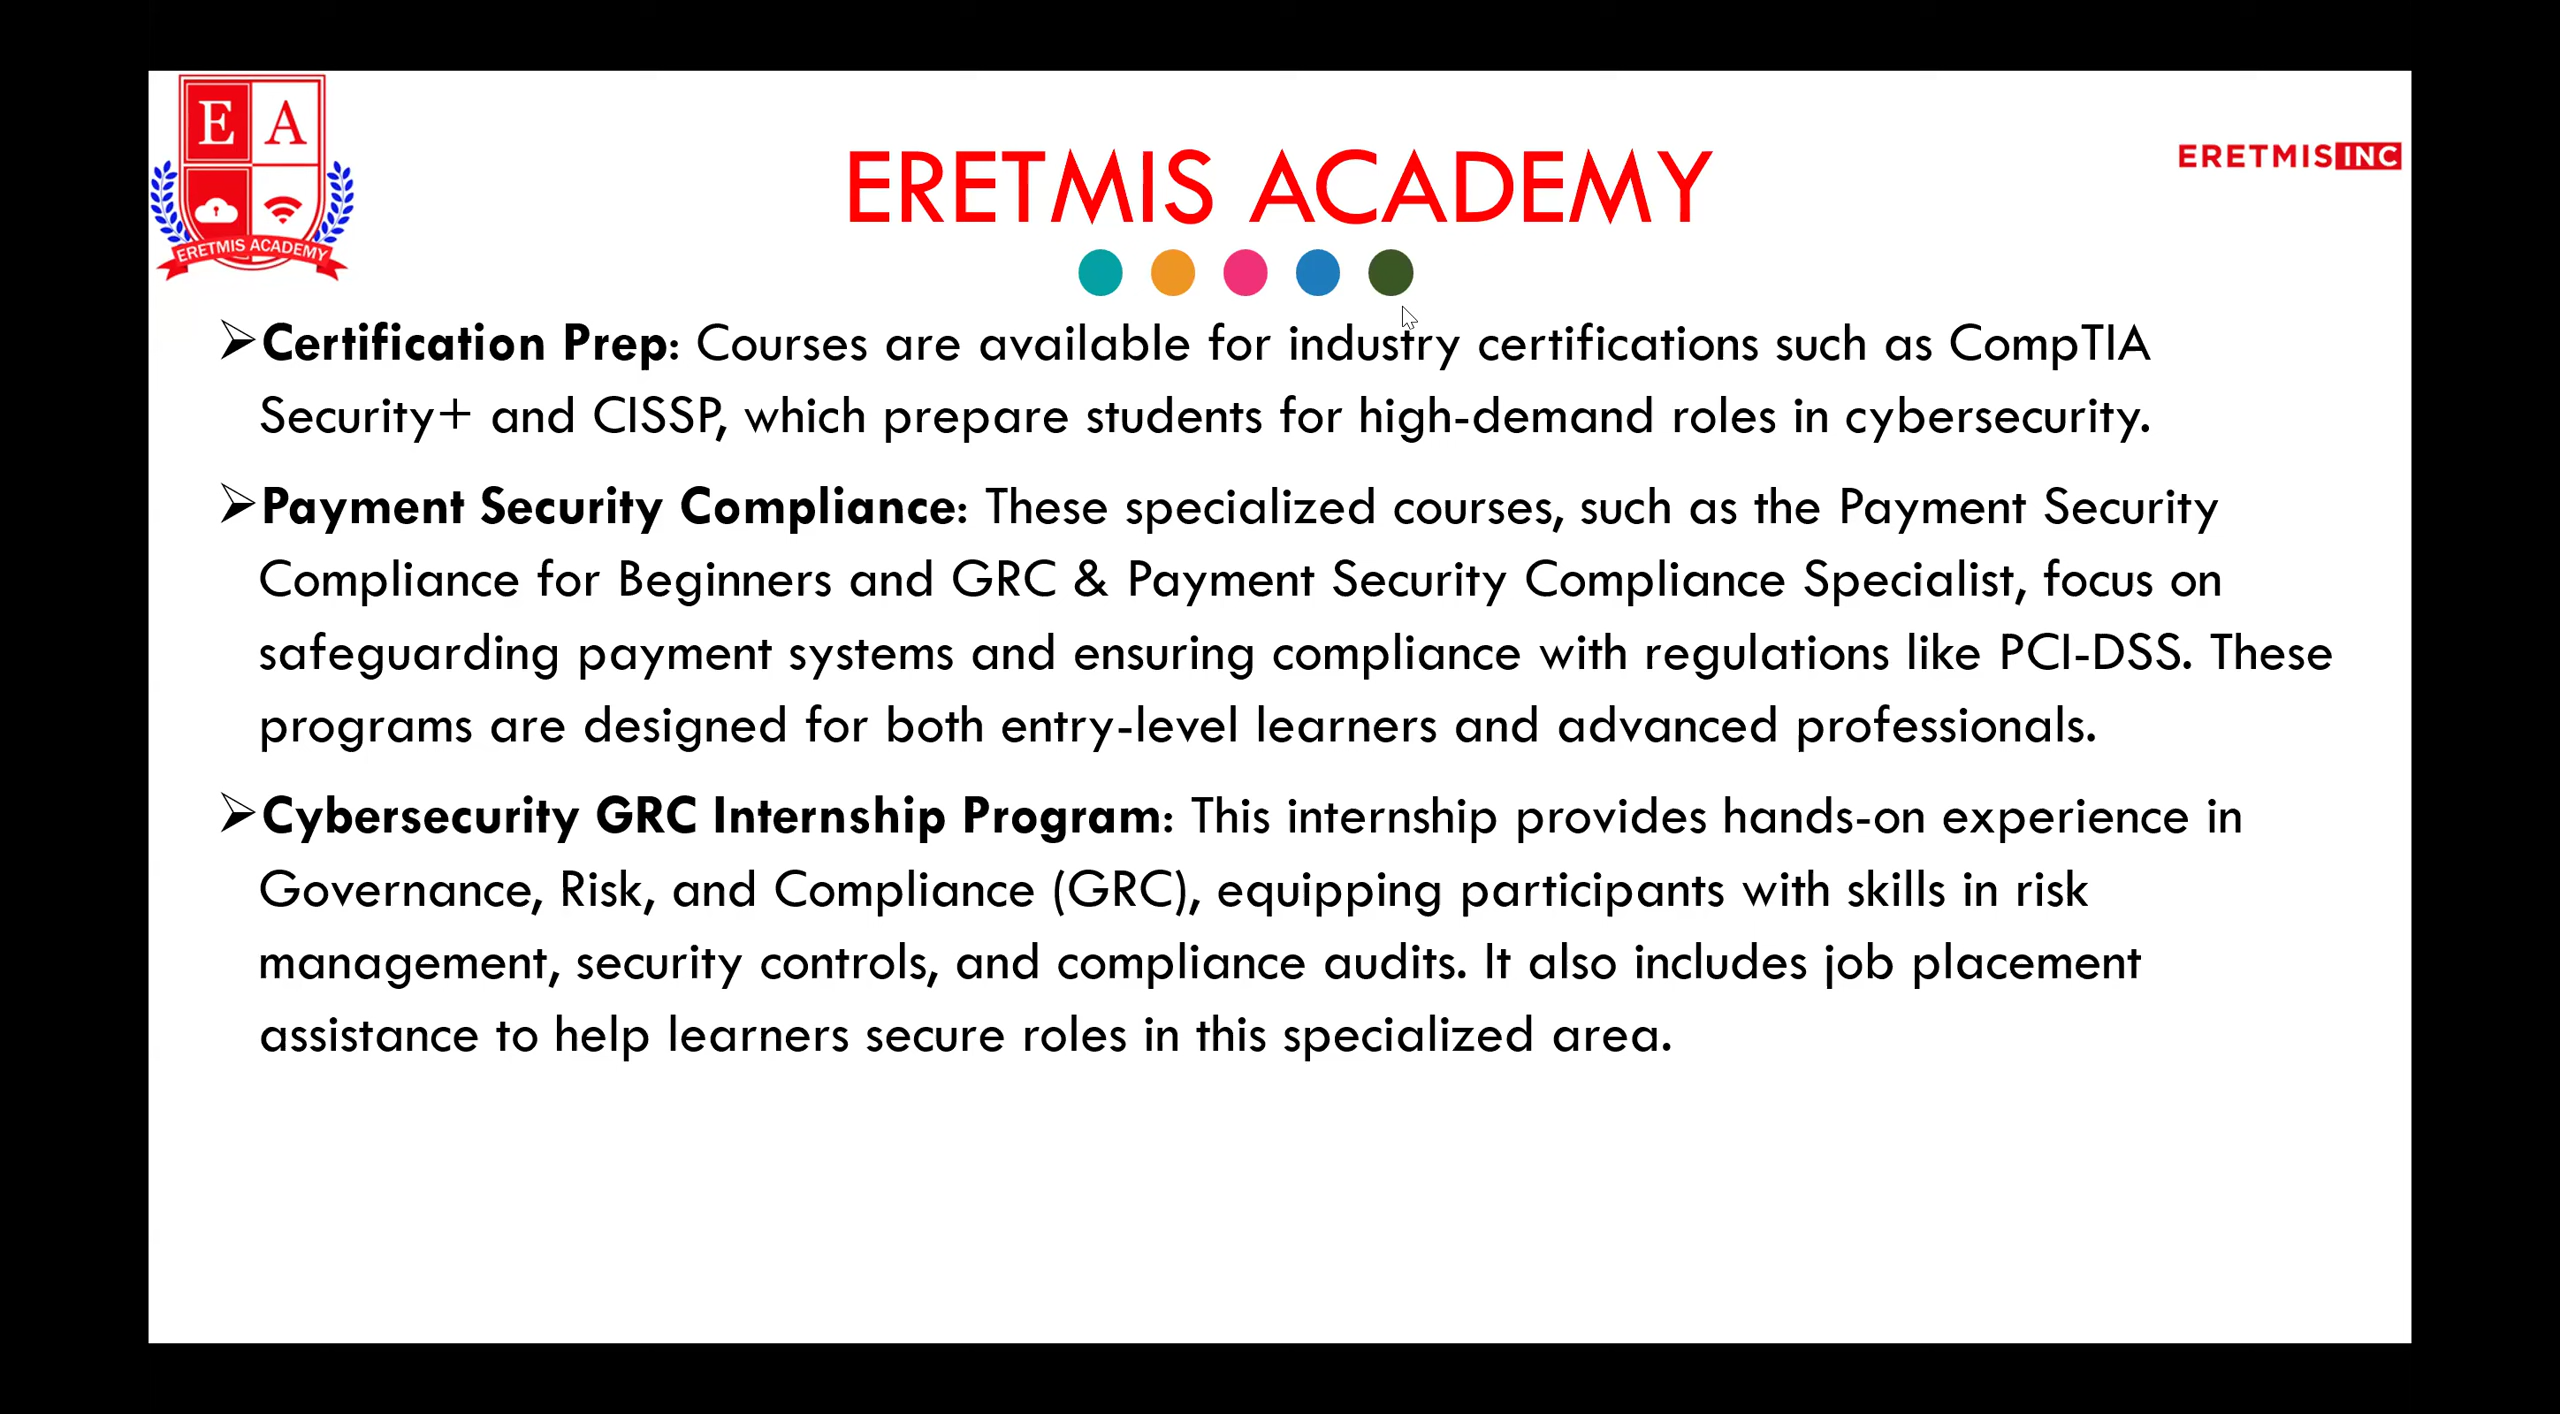 E A
ERETMIS ACADEMY
ERETMIS ACADEMY
ERETMIS INC
➢Certification Prep: Courses are available for industry certifications such as CompTIA
Security+ and CISSP, which prepare students for high-demand roles in cybersecurity.
➢Payment Security Compliance: These specialized courses, such as the Payment Security
Compliance for Beginners and GRC & Payment Security Compliance Specialist, focus on
safeguarding payment systems and ensuring compliance with regulations like PCI-DSS. These
programs are designed for both entry-level learners and advanced professionals.
➢Cybersecurity GRC Internship Program: This internship provides hands-on experience in
Governance, Risk, and Compliance (GRC), equipping participants with skills in risk
management, security controls, and compliance audits. It also includes job placement
assistance to help learners secure roles in this specialized area.